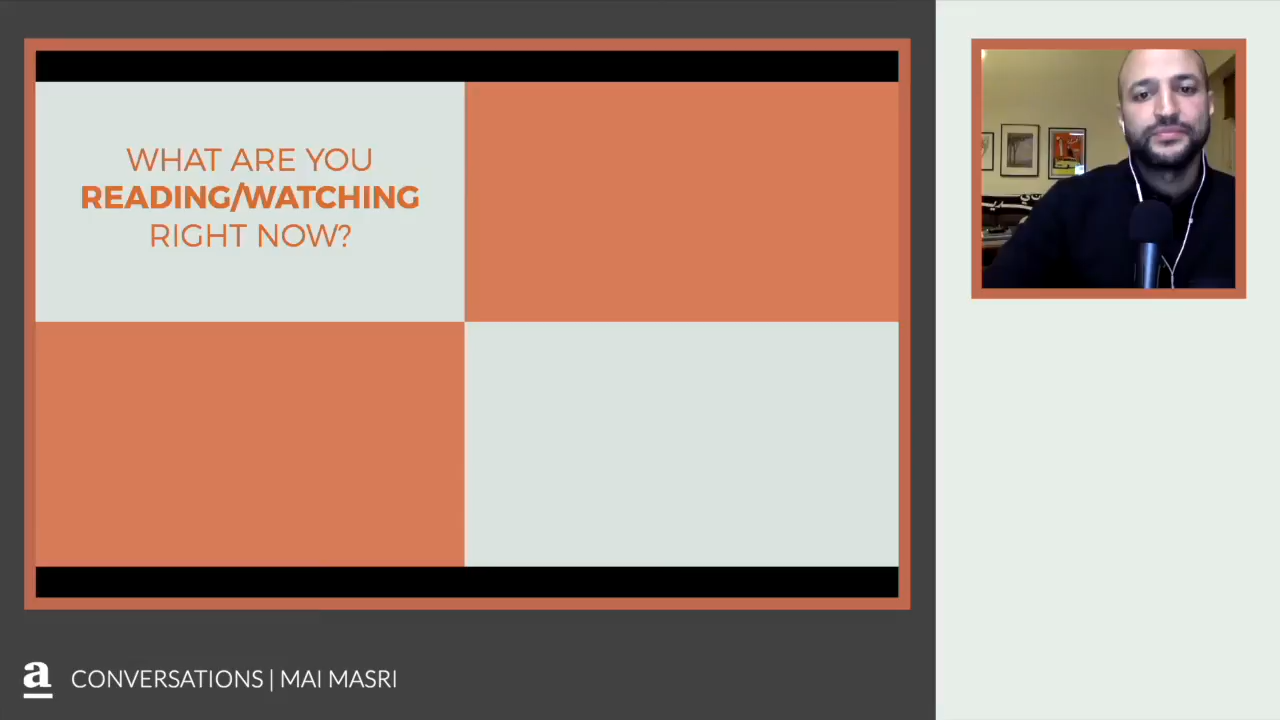 WHAT ARE YOU
READING/WATCHING
RIGHT NOW?
a CONVERSATIONS | MAI MASRI